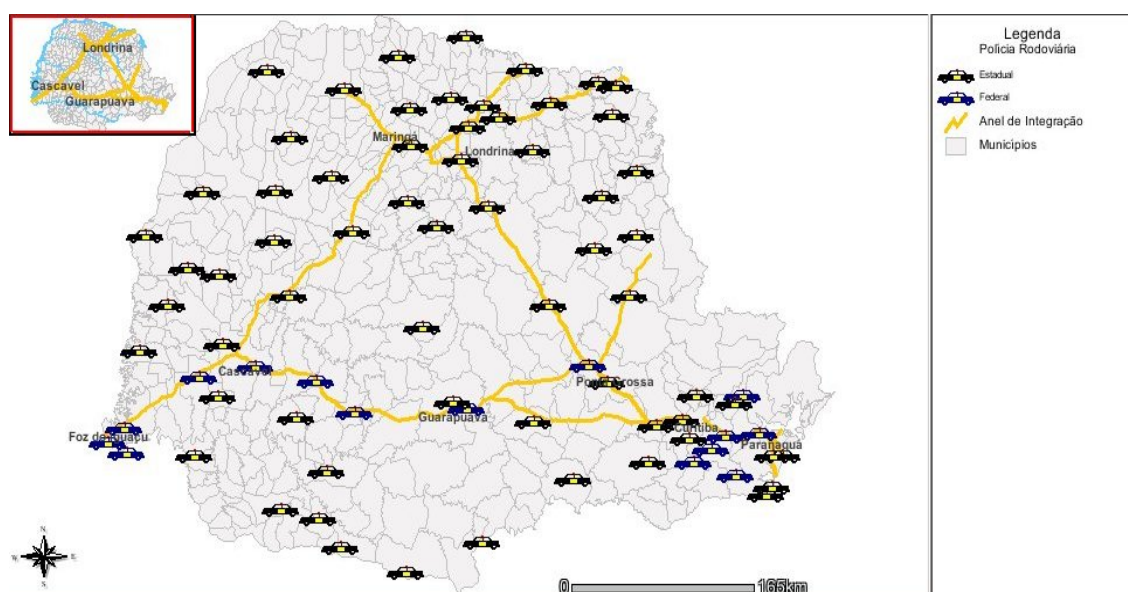 Londrina
Cascavel
Guarapuava
Maringá
Londrina
Cascavel
Ponta Grossa
Guarapuava
Curitiba
Foz do Iguaçu
Paranaguá
N
W
E
S
0
165km
Legenda
Policia Rodoviária
Estadual
Federal
Anel de Integração
Municípios